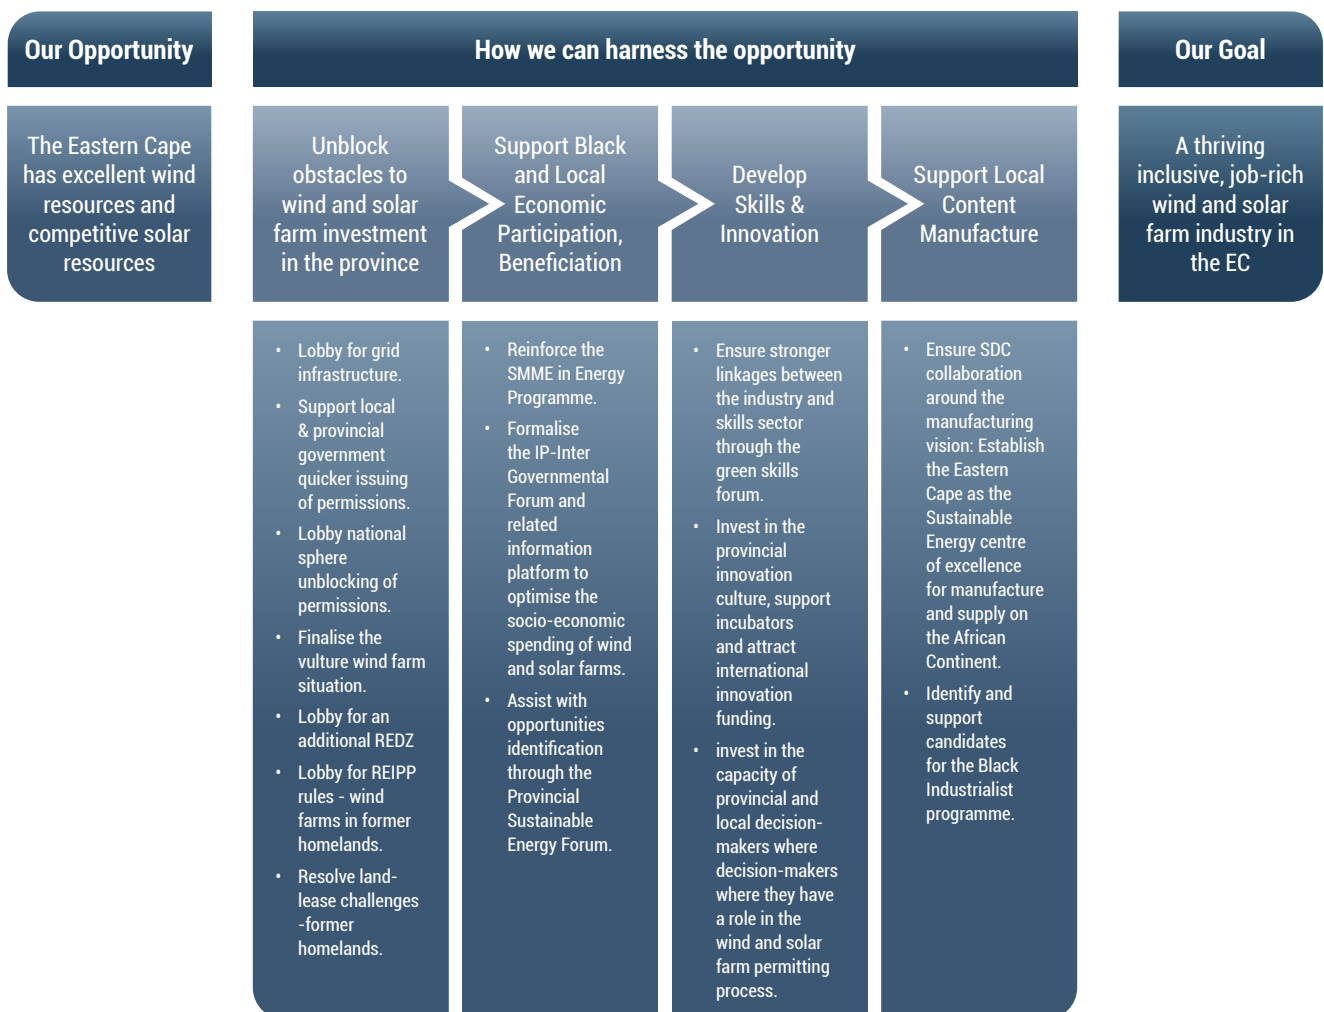 Our Opportunity
How we can harness the opportunity
Our Goal
The Eastern Cape
has excellent wind
resources and
competitive solar
resources
Unblock
obstacles to
wind and solar
farm investment
in the province
Support Black
and Local
Economic
Participation,
Beneficiation
Develop
Skills &
Innovation
Support Local
Content
Manufacture
A thriving
inclusive, job-rich
wind and solar
farm industry in
the EC
• Lobby for grid
infrastructure.
• Support local
& provincial
government
quicker issuing
of permissions.
• Lobby national
sphere
unblocking of
permissions.
• Finalise the
vulture wind farm
situation.
• Lobby for an
additional REDZ
• Lobby for REIPP
rules - wind
farms in former
homelands.
• Resolve land-
lease challenges
-former
homelands.
• Reinforce the
SMME in Energy
Programme.
• Formalise
the IP-Inter
Governmental
Forum and
related
information
platform to
optimise the
socio-economic
spending of wind
and solar farms.
• Assist with
opportunities
identification
through the
Provincial
Sustainable
Energy Forum.
• Ensure stronger
linkages between
the industry and
skills sector
through the
green skills
forum.
• Invest in the
provincial
innovation
culture, support
incubators
and attract
international
innovation
funding.
• invest in the
capacity of
provincial and
local decision-
makers where
decision-makers
where they have
a role in the
wind and solar
farm permitting
process.
• Ensure SDC
collaboration
around the
manufacturing
vision: Establish
the Eastern
Cape as the
Sustainable
Energy centre
of excellence
for manufacture
and supply on
the African
Continent.
• Identify and
support
candidates
for the Black
Industrialist
programme.